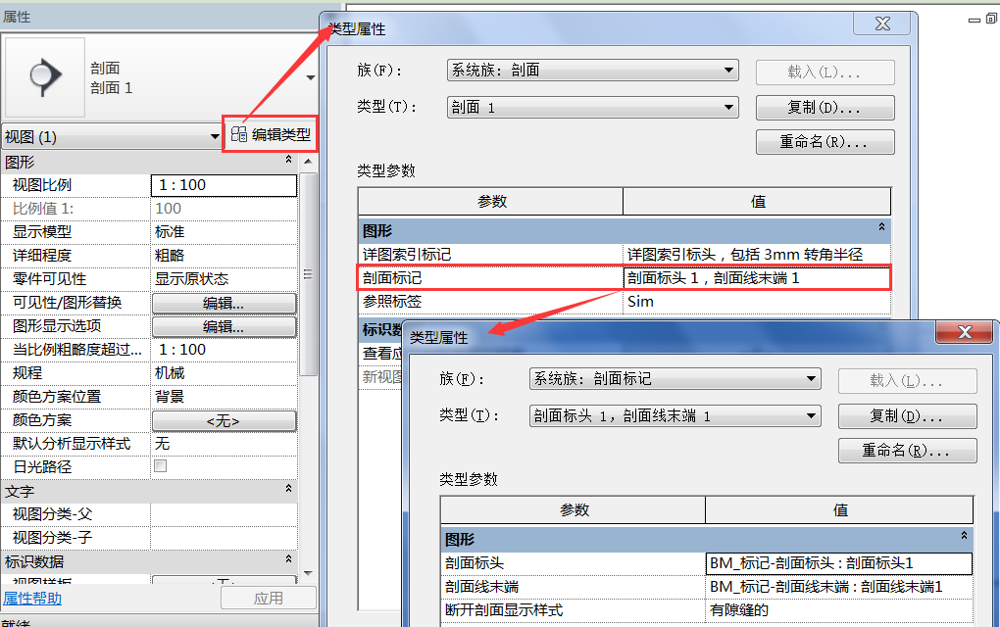 属性
剖面
剖面 1
视图 (1)
编辑类型
图形
视图比例 1 : 100
比例值 1: 100
显示模型 标准
详细程度 粗略
零件可见性 显示原状态
可见性/图形替换 编辑...
图形显示选项 编辑...
当比例粗略度超过... 1 : 100
规程 机械
颜色方案位置 背景
颜色方案 <无>
默认分析显示样式 无
日光路径
文字
视图分类-父
视图分类-子
标识数据
视图样板 <无>
属性帮助
应用
就绪
类型属性
族(F): 系统族: 剖面 载入(L)...
类型(T): 剖面 1 复制(D)...
重命名(R)...
类型参数
参数 值
图形
详图索引标记 详图索引标头，包括 3mm 转角半径
剖面标记 剖面标头 1，剖面线末端 1
参照标签 Sim
标识数
查看应
新视图
类型属性
族(F): 系统族: 剖面标记 载入(L)...
类型(T): 剖面标头 1，剖面线末端 1 复制(D)...
重命名(R)...
类型参数
参数 值
图形
剖面标头 BM_标记-剖面标头 : 剖面标头1
剖面线末端 BM_标记-剖面线末端 : 剖面线末端1
断开剖面显示样式 有隙缝的